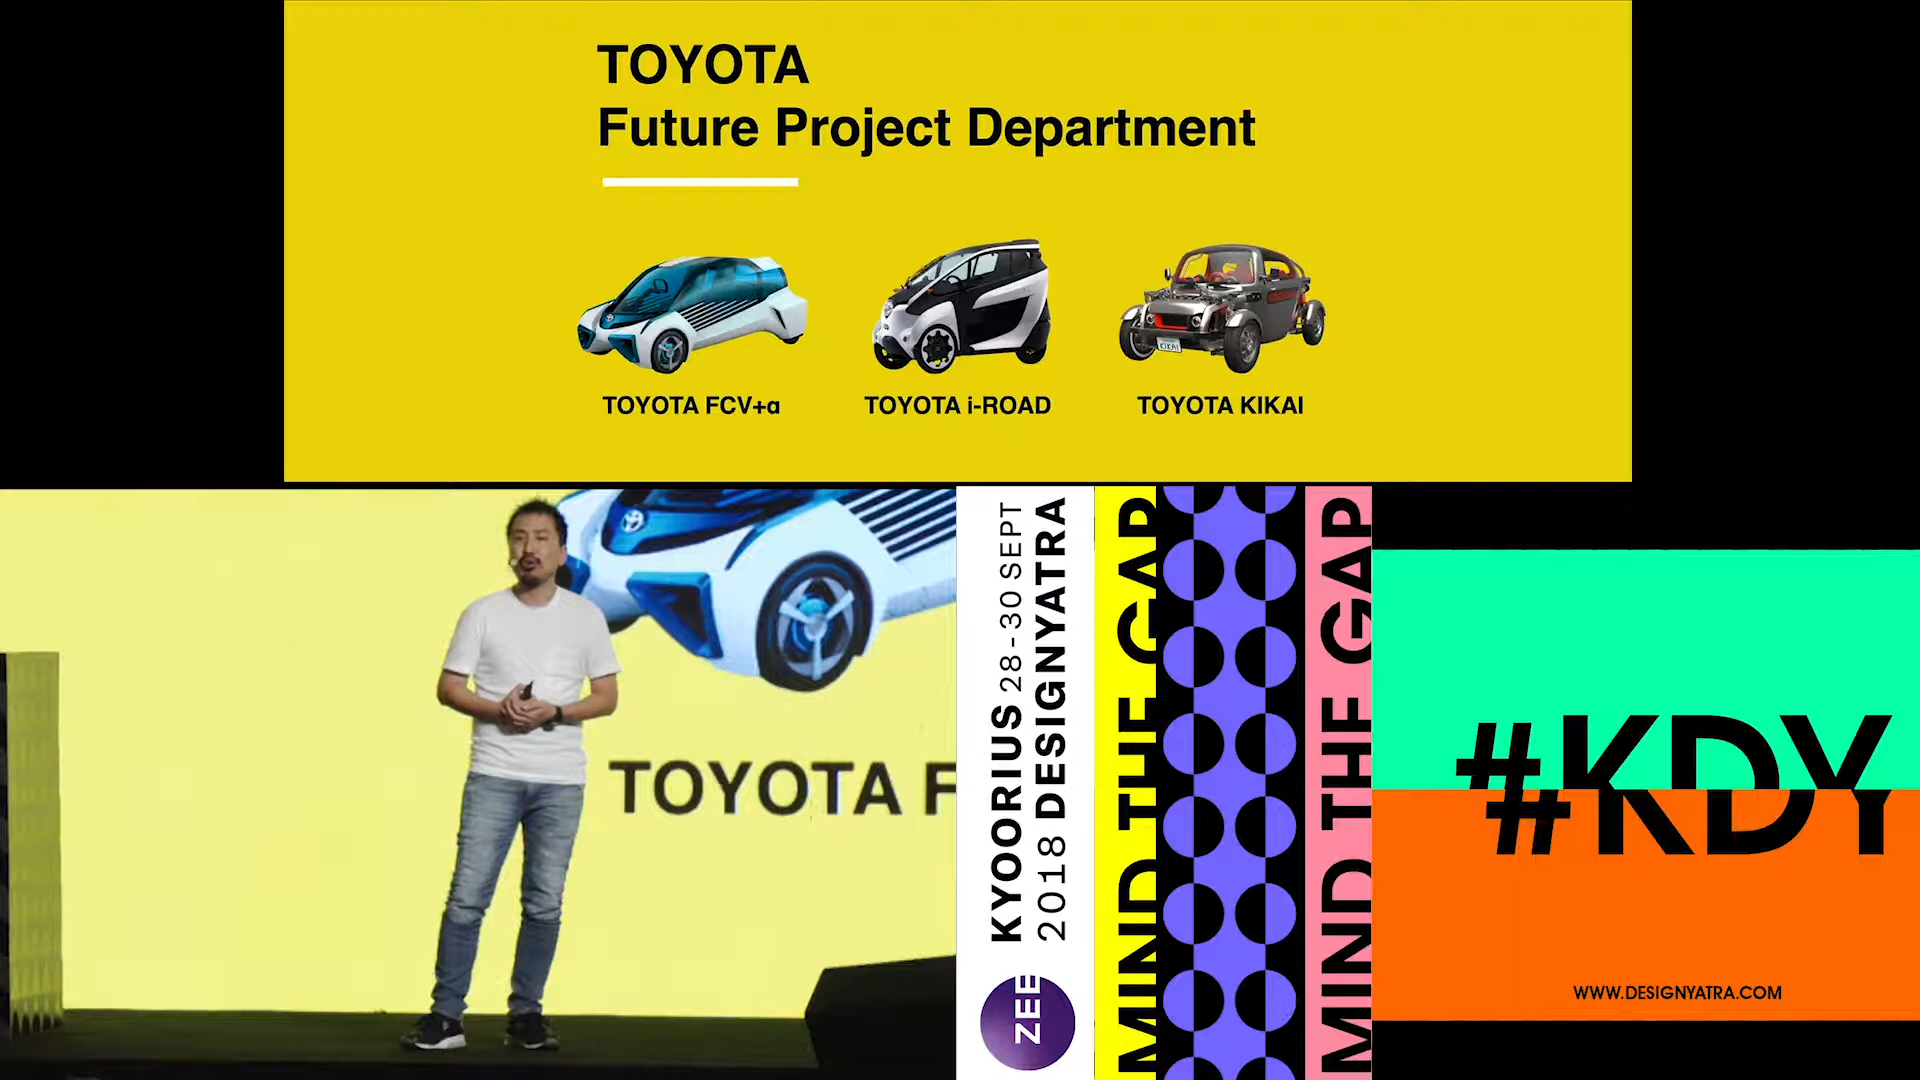 TOYOTA
Future Project Department
KIKAI
TOYOTA FCV+α
TOYOTA i-ROAD
TOYOTA KIKAI
TOYOTA F
KYOORIUS 28-30 SEPT
2018 DESIGNYATRA
ZEE
MIND THE GAP
MIND THE GAP
#KDY
WWW.DESIGNYATRA.COM